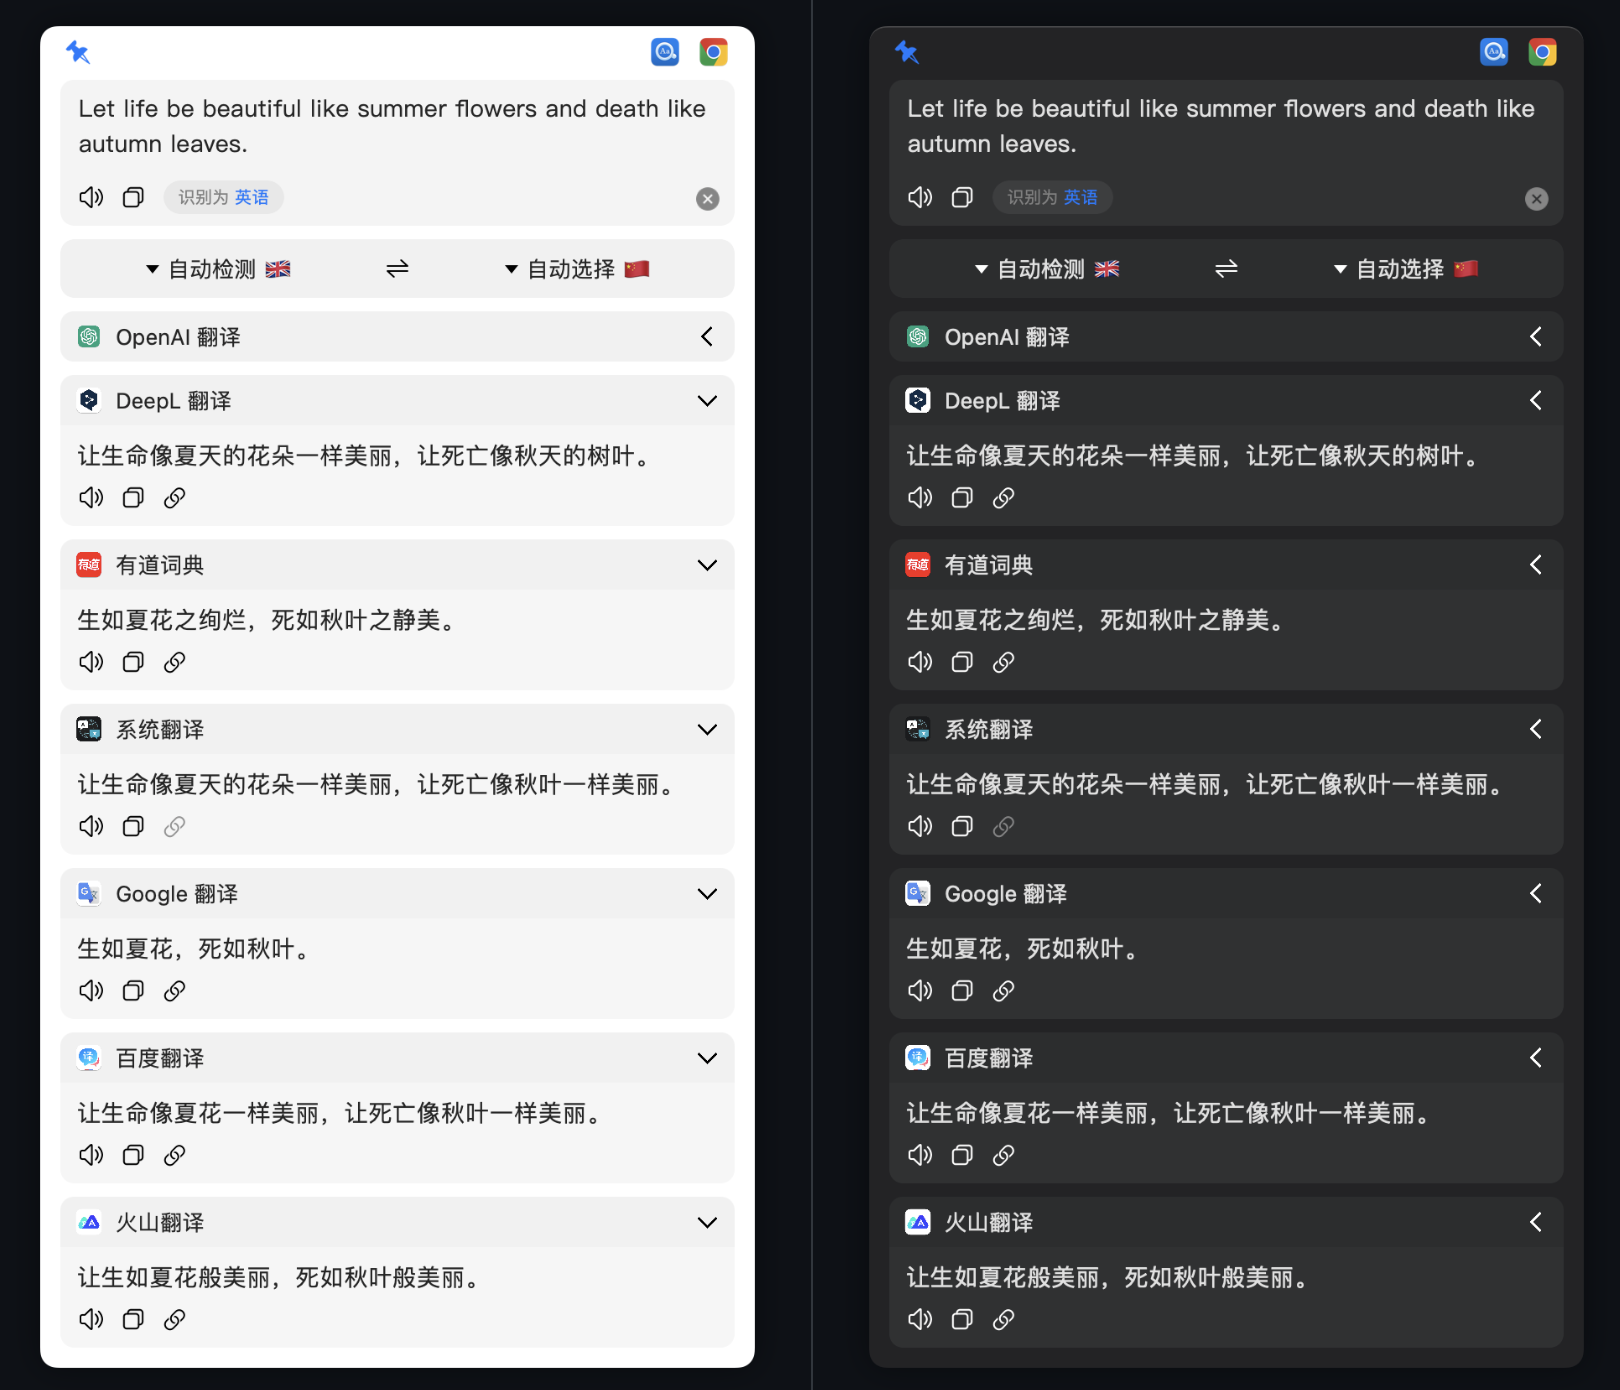 Let life be beautiful like summer flowers and death like
autumn leaves.
识别为 英语
自动检测 自动选择
OpenAI 翻译
DeepL 翻译
让生命像夏天的花朵一样美丽，让死亡像秋天的树叶。
有道词典
生如夏花之绚烂，死如秋叶之静美。
系统翻译
让生命像夏天的花朵一样美丽，让死亡像秋叶一样美丽。
Google 翻译
生如夏花，死如秋叶。
百度翻译
让生命像夏花一样美丽，让死亡像秋叶一样美丽。
火山翻译
让生如夏花般美丽，死如秋叶般美丽。
Let life be beautiful like summer flowers and death like
autumn leaves.
识别为 英语
自动检测 自动选择
OpenAI 翻译
DeepL 翻译
让生命像夏天的花朵一样美丽，让死亡像秋天的树叶。
有道词典
生如夏花之绚烂，死如秋叶之静美。
系统翻译
让生命像夏天的花朵一样美丽，让死亡像秋叶一样美丽。
Google 翻译
生如夏花，死如秋叶。
百度翻译
让生命像夏花一样美丽，让死亡像秋叶一样美丽。
火山翻译
让生如夏花般美丽，死如秋叶般美丽。